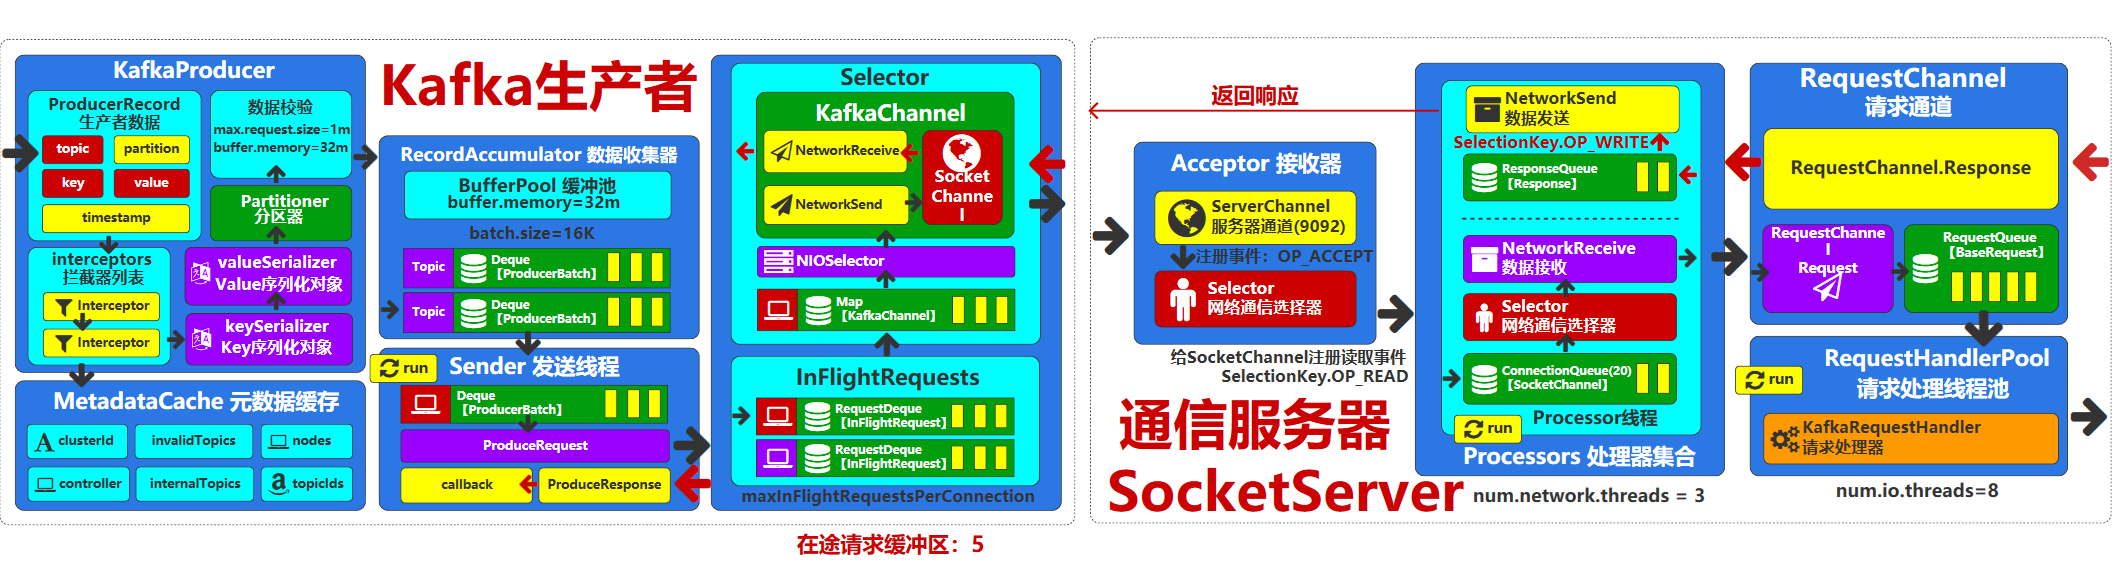 KafkaProducer
ProducerRecord
生产者数据
topic
partition
key
value
timestamp
数据校验
max.request.size=1m
buffer.memory=32m
Partitioner
分区器
interceptors
拦截器列表
Interceptor
Interceptor
valueSerializer
Value序列化对象
keySerializer
Key序列化对象
MetadataCache 元数据缓存
clusterId
invalidTopics
nodes
controller
internalTopics
topicIds
Kafka生产者
RecordAccumulator 数据收集器
BufferPool 缓冲池
buffer.memory=32m
batch.size=16K
Topic
Deque
【ProducerBatch】
Topic
Deque
【ProducerBatch】
run
Sender 发送线程
Deque
【ProducerBatch】
ProduceRequest
callback
ProduceResponse
Selector
KafkaChannel
NetworkReceive
NetworkSend
Socket
Channe
l
NIOSelector
Map
【KafkaChannel】
InFlightRequests
RequestDeque
【InFlightRequest】
RequestDeque
【InFlightRequest】
maxInFlightRequestsPerConnection
在途请求缓冲区：5
返回响应
Acceptor 接收器
ServerChannel
服务器通道(9092)
注册事件：OP_ACCEPT
Selector
网络通信选择器
给SocketChannel注册读取事件
SelectionKey.OP_READ
通信服务器
SocketServer
NetworkSend
数据发送
SelectionKey.OP_WRITE
ResponseQueue
【Response】
NetworkReceive
数据接收
Selector
网络通信选择器
ConnectionQueue(20)
【SocketChannel】
Processor线程
run
Processors 处理器集合
num.network.threads = 3
RequestChannel
请求通道
RequestChannel.Response
RequestChanne
l
Request
RequestQueue
【BaseRequest】
RequestHandlerPool
请求处理线程池
run
KafkaRequestHandler
请求处理器
num.io.threads=8